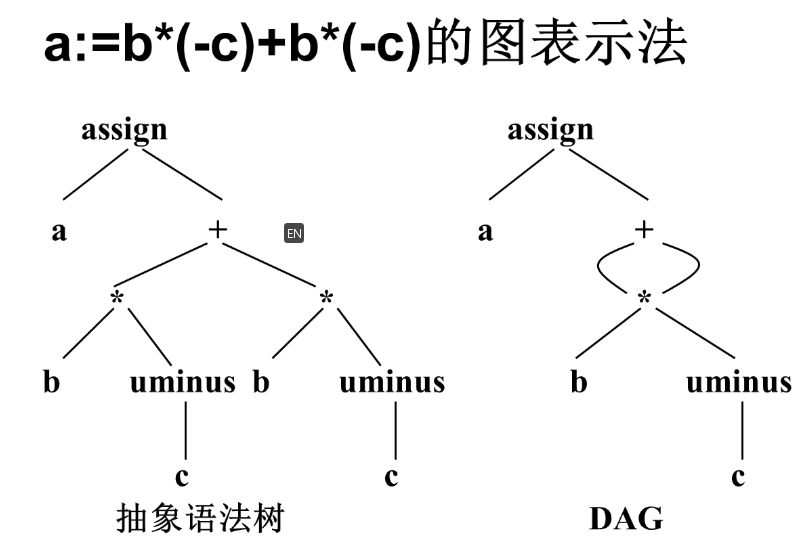 a:=b*(-c)+b*(-c)的图表示法
assign assign
a + EN a +
* * *
b uminus b uminus b uminus
c c c
抽象语法树 DAG